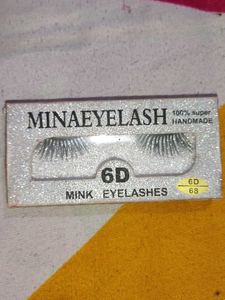 MINAEYELASH
100% super
HANDMADE
6D
MINK EYELASHES
6D
68